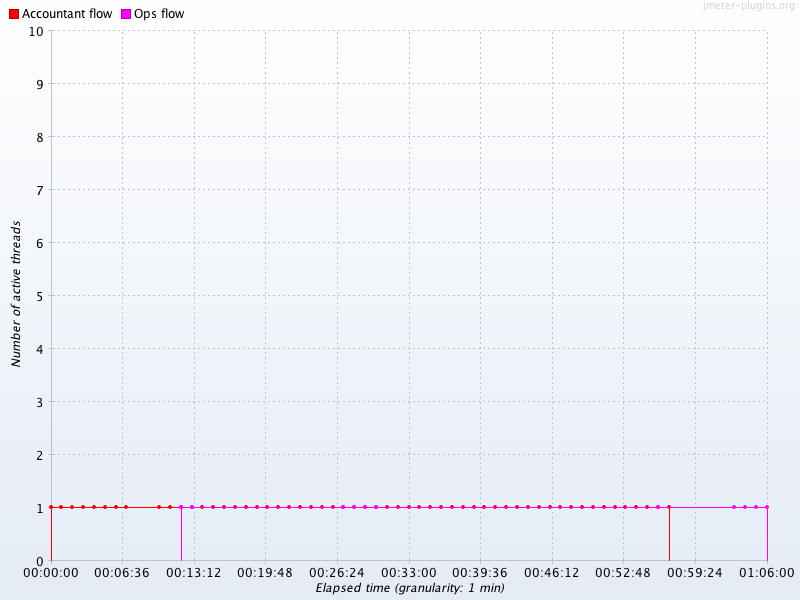 Accountant flow Ops flow
jmeter-plugins.org
10
9
8
7
6
5
4
3
2
1
0
Number of active threads
00:00:00 00:06:36 00:13:12 00:19:48 00:26:24 00:33:00 00:39:36 00:46:12 00:52:48 00:59:24 01:06:00
Elapsed time (granularity: 1 min)